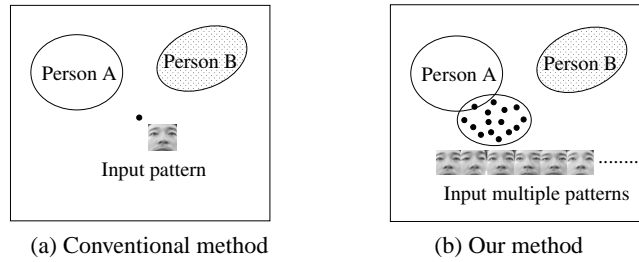 Person A
Person B
Input pattern
(a) Conventional method
Person A
Person B
.........
Input multiple patterns
(b) Our method